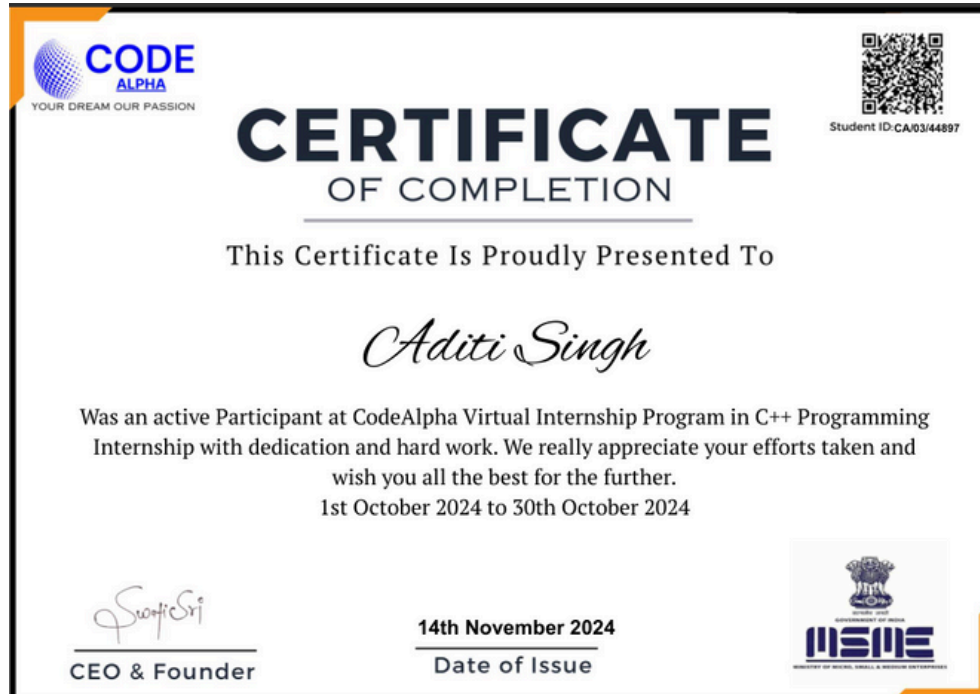 CODE
ALPHA
YOUR DREAM OUR PASSION
Student ID:CA/03/44897
CERTIFICATE
OF COMPLETION
This Certificate Is Proudly Presented To
Aditi Singh
Was an active Participant at CodeAlpha Virtual Internship Program in C++ Programming
Internship with dedication and hard work. We really appreciate your efforts taken and
wish you all the best for the further.
1st October 2024 to 30th October 2024
CEO & Founder
14th November 2024
Date of Issue
GOVERNMENT OF INDIA
MSME
MINISTRY OF MICRO, SMALL & MEDIUM ENTERPRISES